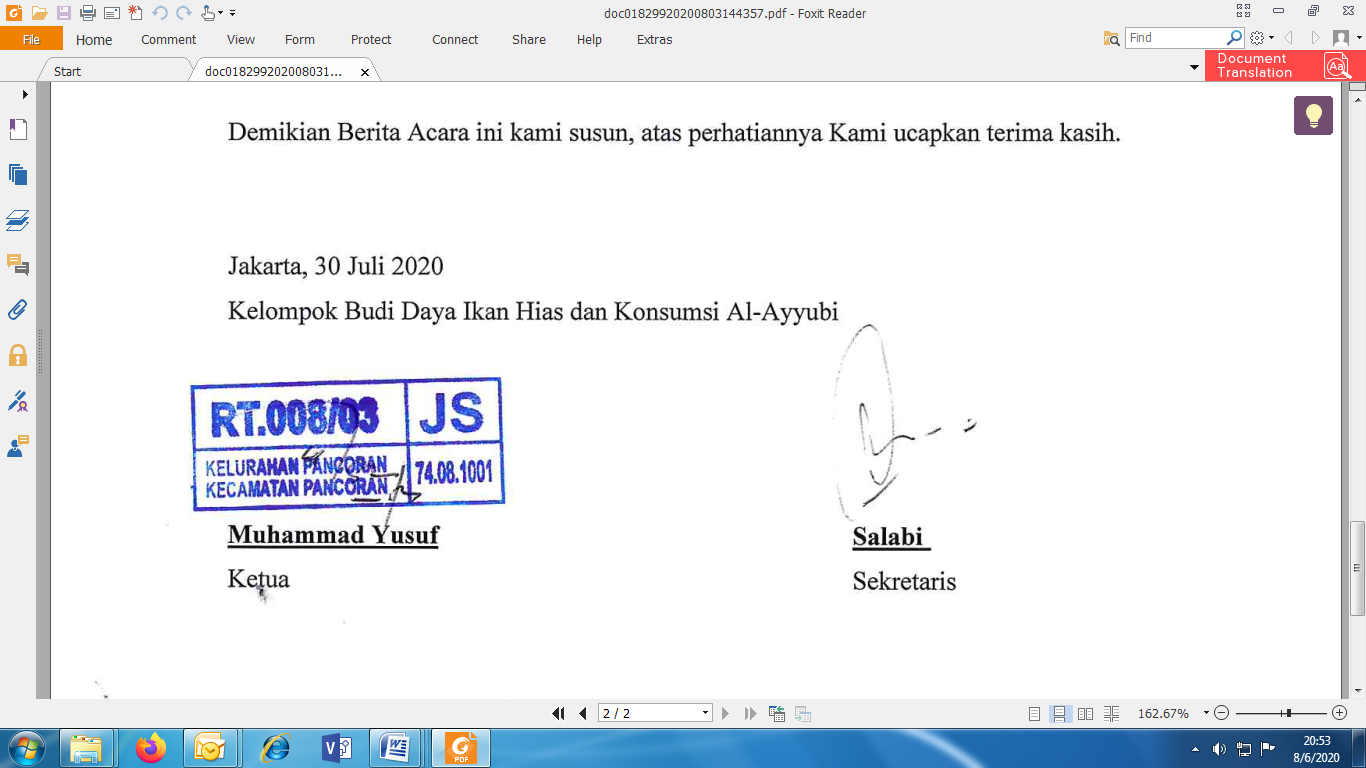 doc01829920200803144357.pdf - Foxit Reader
File Home Comment View Form Protect Connect Share Help Extras
Find
Start
doc018299202008031...
Document
Translation
Demikian Berita Acara ini kami susun, atas perhatiannya Kami ucapkan terima kasih.
Jakarta, 30 Juli 2020
Kelompok Budi Daya Ikan Hias dan Konsumsi Al-Ayyubi
RT.008/03 JS
KELURAHAN PANCORAN
KECAMATAN PANCORAN
74.08.1001
Muhammad Yusuf
Salabi
Ketua
Sekretaris
2 / 2
162.67%
PDF
20:53
8/6/2020